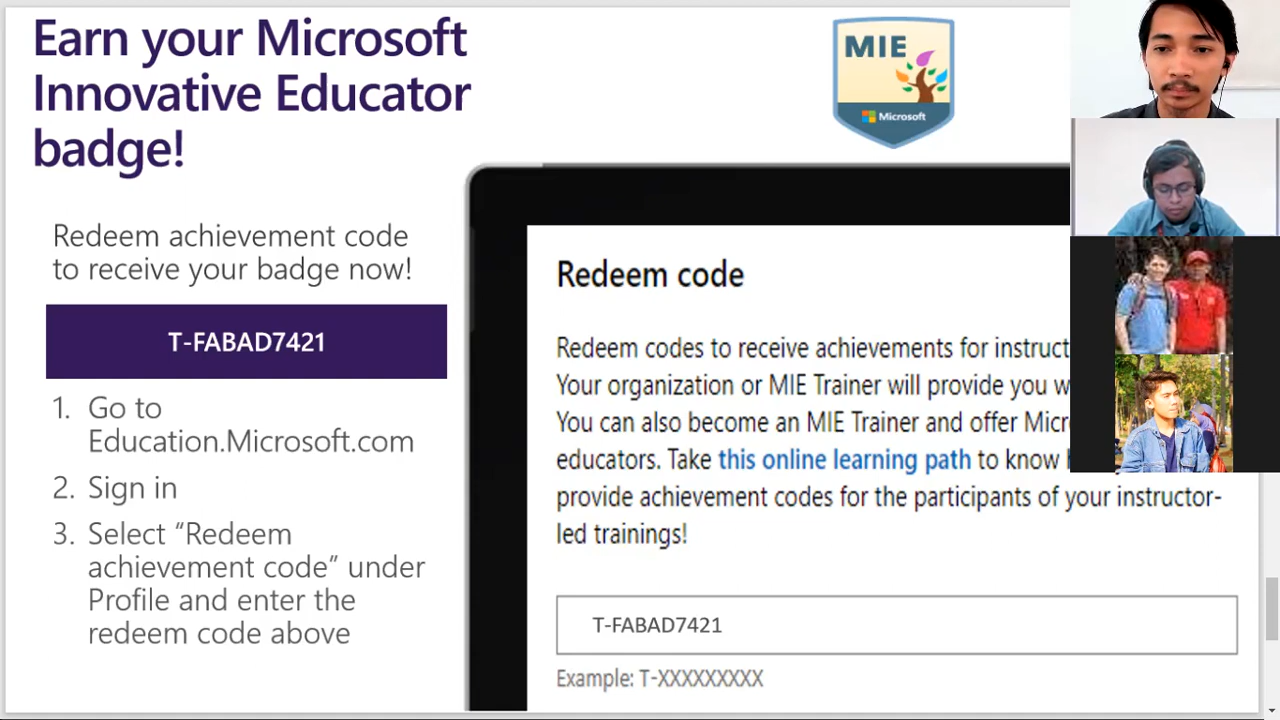 Earn your Microsoft
Innovative Educator
badge!
MIE
Microsoft
Redeem achievement code
to receive your badge now!
T-FABAD7421
1. Go to
Education.Microsoft.com
2. Sign in
3. Select “Redeem
achievement code” under
Profile and enter the
redeem code above
Redeem code
Redeem codes to receive achievements for instruct
Your organization or MIE Trainer will provide you w
You can also become an MIE Trainer and offer Micr
educators. Take this online learning path to know
provide achievement codes for the participants of your instructor-
led trainings!
T-FABAD7421
Example: T-XXXXXXXXX